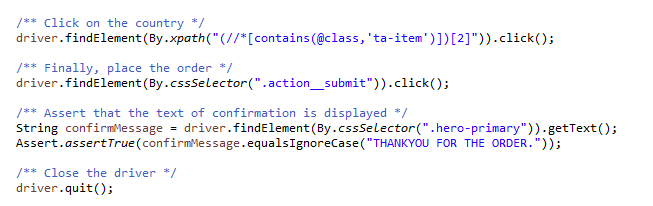 /** Click on the country */
driver.findElement(By.xpath("(//*[contains(@class,'ta-item')])[2]")).click();
/** Finally, place the order */
driver.findElement(By.cssSelector(".action__submit")).click();
/** Assert that the text of confirmation is displayed */
String confirmMessage = driver.findElement(By.cssSelector(".hero-primary")).getText();
Assert.assertTrue(confirmMessage.equalsIgnoreCase("THANKYOU FOR THE ORDER."));
/** Close the driver */
driver.quit();